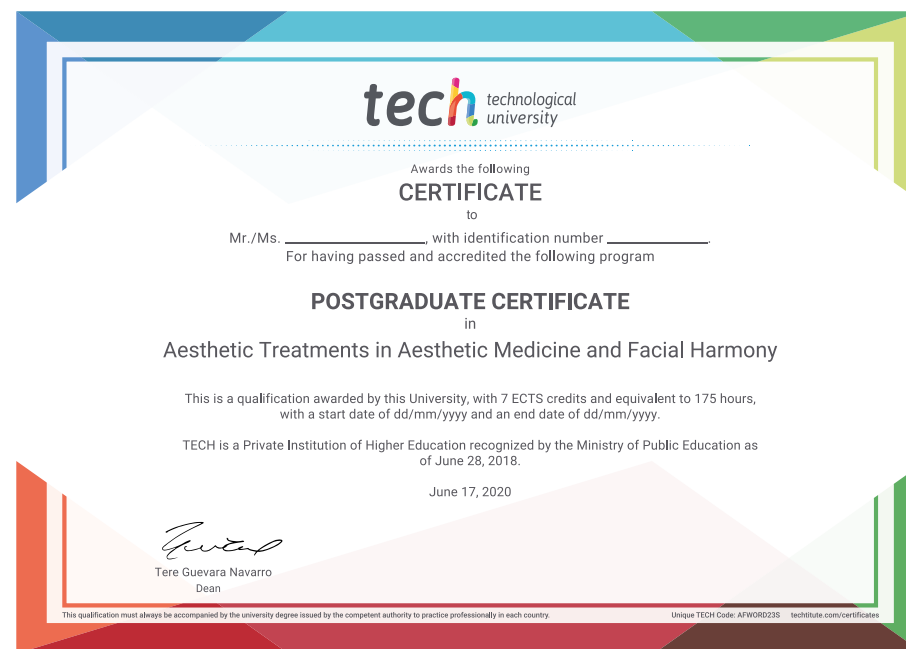 tech technological
university
Awards the following
CERTIFICATE
to
Mr./Ms. ____________________, with identification number ______________.
For having passed and accredited the following program
POSTGRADUATE CERTIFICATE
in
Aesthetic Treatments in Aesthetic Medicine and Facial Harmony
This is a qualification awarded by this University, with 7 ECTS credits and equivalent to 175 hours,
with a start date of dd/mm/yyyy and an end date of dd/mm/yyyy.
TECH is a Private Institution of Higher Education recognized by the Ministry of Public Education as
of June 28, 2018.
June 17, 2020
Tere Guevara Navarro
Dean
This qualification must always be accompanied by the university degree issued by the competent authority to practice professionally in each country. Unique TECH Code: AFWORD23S techtitute.com/certificates